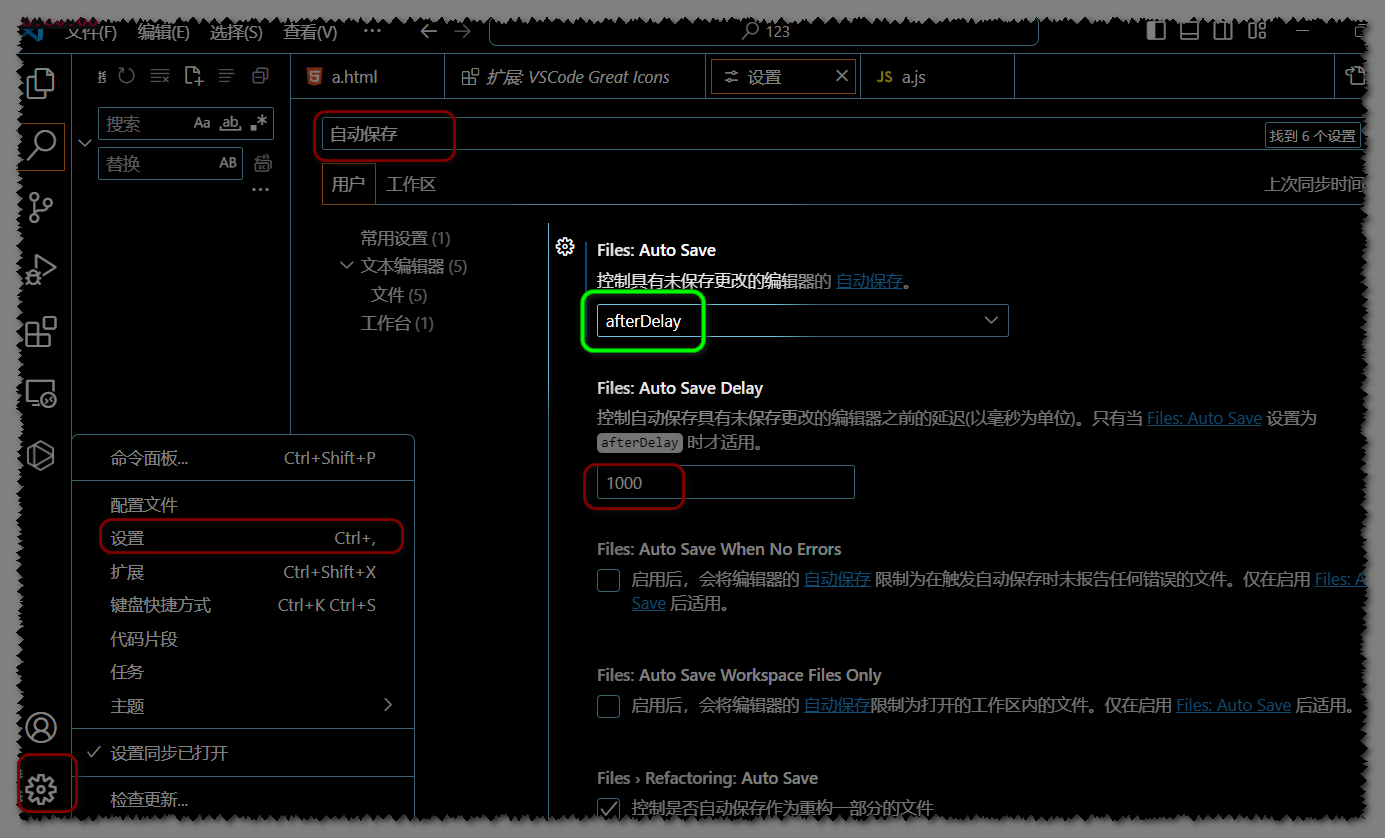 文件(F) 编辑(E) 选择(S) 查看(V) ··· 123
a.html 扩展: VSCode Great Icons 设置 JS a.js
搜索 Aa ab .*
替换 AB
自动保存 找到 6 个设置
用户 工作区 上次同步时间
常用设置 (1)
文本编辑器 (5)
文件 (5)
工作台 (1)
Files: Auto Save
控制具有未保存更改的编辑器的 自动保存。
afterDelay
Files: Auto Save Delay
控制自动保存具有未保存更改的编辑器之前的延迟(以毫秒为单位)。只有当 Files: Auto Save 设置为
afterDelay 时才适用。
1000
Files: Auto Save When No Errors
启用后，会将编辑器的 自动保存 限制为在触发自动保存时未报告任何错误的文件。仅在启用 Files: A
Save 后适用。
Files: Auto Save Workspace Files Only
启用后，会将编辑器的 自动保存限制为打开的工作区内的文件。仅在启用 Files: Auto Save 后适用。
Files › Refactoring: Auto Save
控制是否自动保存作为重构一部分的文件
命令面板... Ctrl+Shift+P
配置文件
设置 Ctrl+,
扩展 Ctrl+Shift+X
键盘快捷方式 Ctrl+K Ctrl+S
代码片段
任务
主题
设置同步已打开
检查更新...